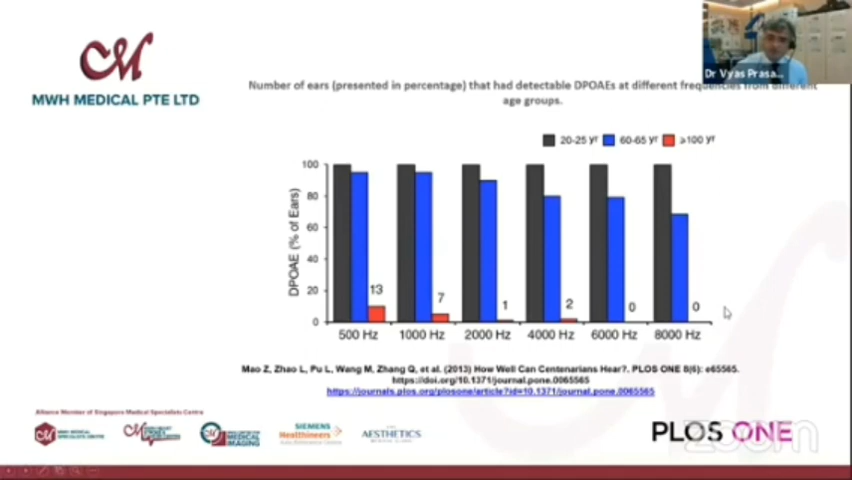 CM
MWH MEDICAL PTE LTD
Dr Vyas Prasa...
Number of ears (presented in percentage) that had detectable DPOAEs at different frequencies from different
age groups.
20-25 yr 60-65 yr ≥100 yr
DPOAE (% of Ears)
100
80
60
40
20
0
13 7 1 2 0 0
500 Hz 1000 Hz 2000 Hz 4000 Hz 6000 Hz 8000 Hz
Mao Z, Zhao L, Pu L, Wang M, Zhang Q, et al. (2013) How Well Can Centenarians Hear?. PLOS ONE 8(6): e65565.
https://doi.org/10.1371/journal.pone.0065565
https://journals.plos.org/plosone/article?id=10.1371/journal.pone.0065565
Alliance Member of Singapore Medical Specialists Centre
SIEMENS
Healthineers
MEDICAL
IMAGING
AESTHETICS
PLOS ONE
zoom